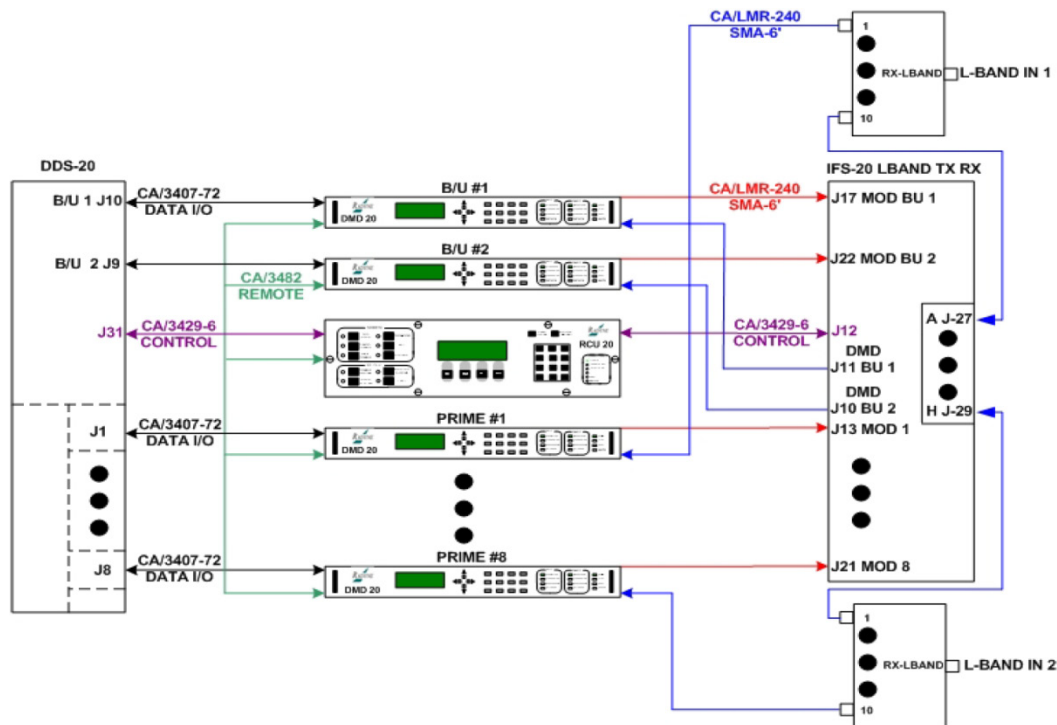 CA/LMR-240
SMA-6'
1
RX-LBAND
L-BAND IN 1
10
DDS-20
IFS-20 LBAND TX RX
B/U 1 J10
CA/3407-72
DATA I/O
B/U #1
DMD 20
CA/LMR-240
SMA-6'
J17 MOD BU 1
B/U 2 J9
B/U #2
DMD 20
J22 MOD BU 2
CA/3482
REMOTE
J31
CA/3429-6
CONTROL
RCU 20
CA/3429-6
CONTROL
J12
A J-27
DMD
J11 BU 1
DMD
J10 BU 2
H J-29
J1
CA/3407-72
DATA I/O
PRIME #1
DMD 20
J13 MOD 1
J8
CA/3407-72
DATA I/O
PRIME #8
DMD 20
J21 MOD 8
1
RX-LBAND
L-BAND IN 2
10